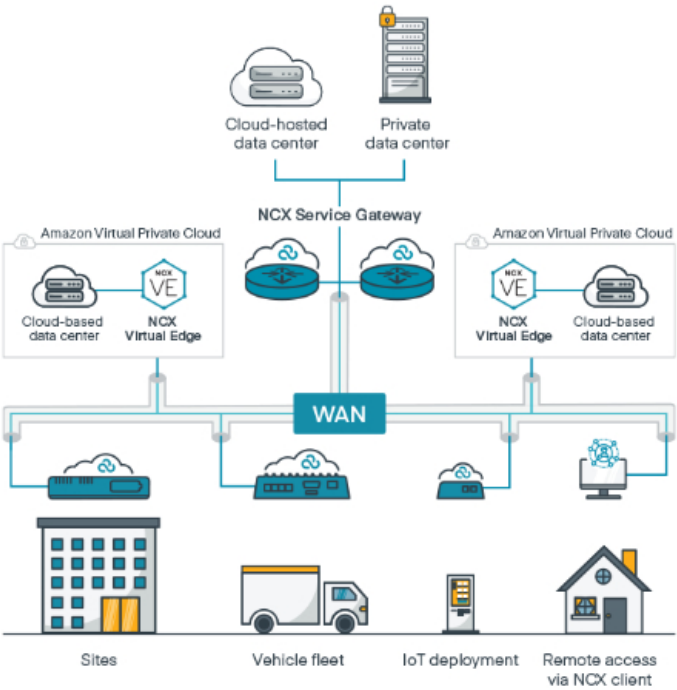 Cloud-hosted
data center
Private
data center
NCX Service Gateway
Amazon Virtual Private Cloud
NCX
VE
Cloud-based
data center
NCX
Virtual Edge
Amazon Virtual Private Cloud
NCX
VE
NCX
Virtual Edge
Cloud-based
data center
WAN
Sites
Vehicle fleet
IoT deployment
Remote access
via NCX client